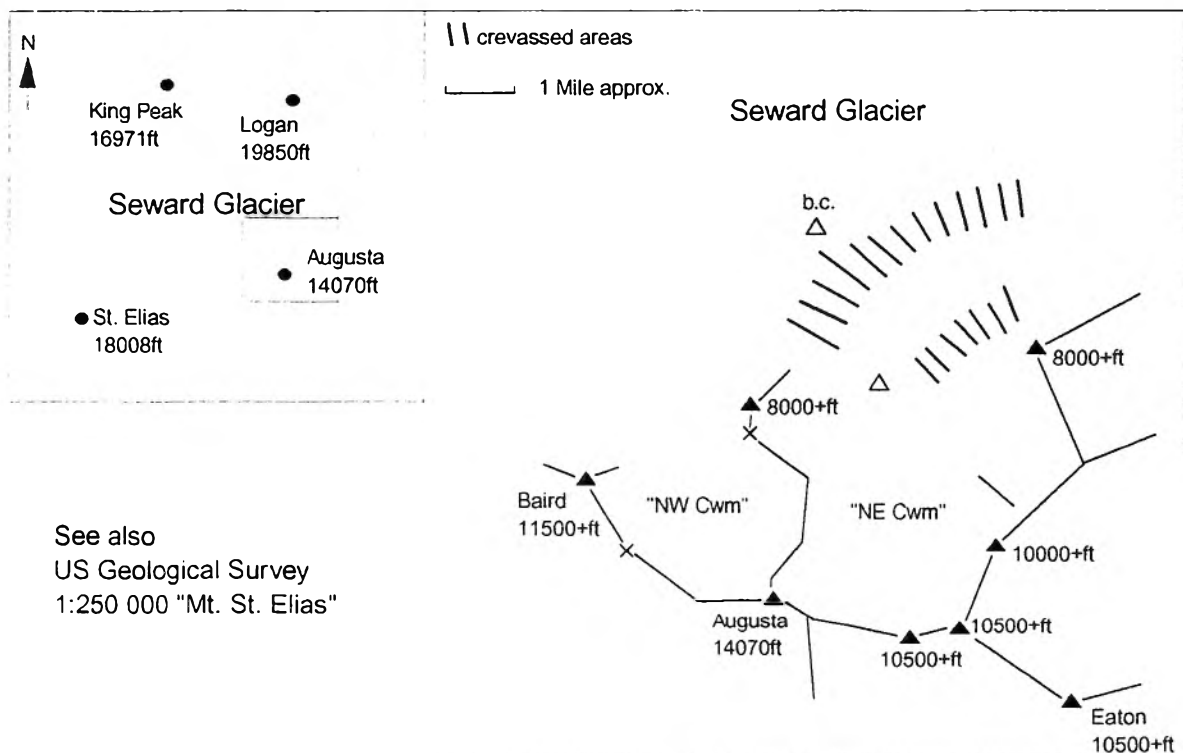 N
King Peak
16971ft
Logan
19850ft
Seward Glacier
Augusta
14070ft
St. Elias
18008ft
See also
US Geological Survey
1:250 000 "Mt. St. Elias"
crevassed areas
1 Mile approx.
Seward Glacier
b.c.
8000+ft
8000+ft
Baird
11500+ft
"NW Cwm"
"NE Cwm"
10000+ft
Augusta
14070ft
10500+ft
10500+ft
Eaton
10500+ft